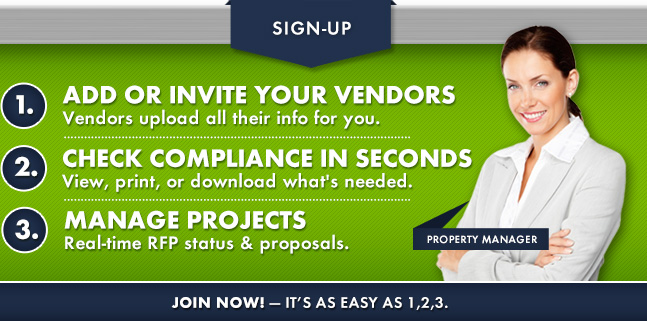 SIGN-UP
1. ADD OR INVITE YOUR VENDORS
Vendors upload all their info for you.
2. CHECK COMPLIANCE IN SECONDS
View, print, or download what's needed.
3. MANAGE PROJECTS
Real-time RFP status & proposals.
PROPERTY MANAGER
JOIN NOW! — IT'S AS EASY AS 1,2,3.